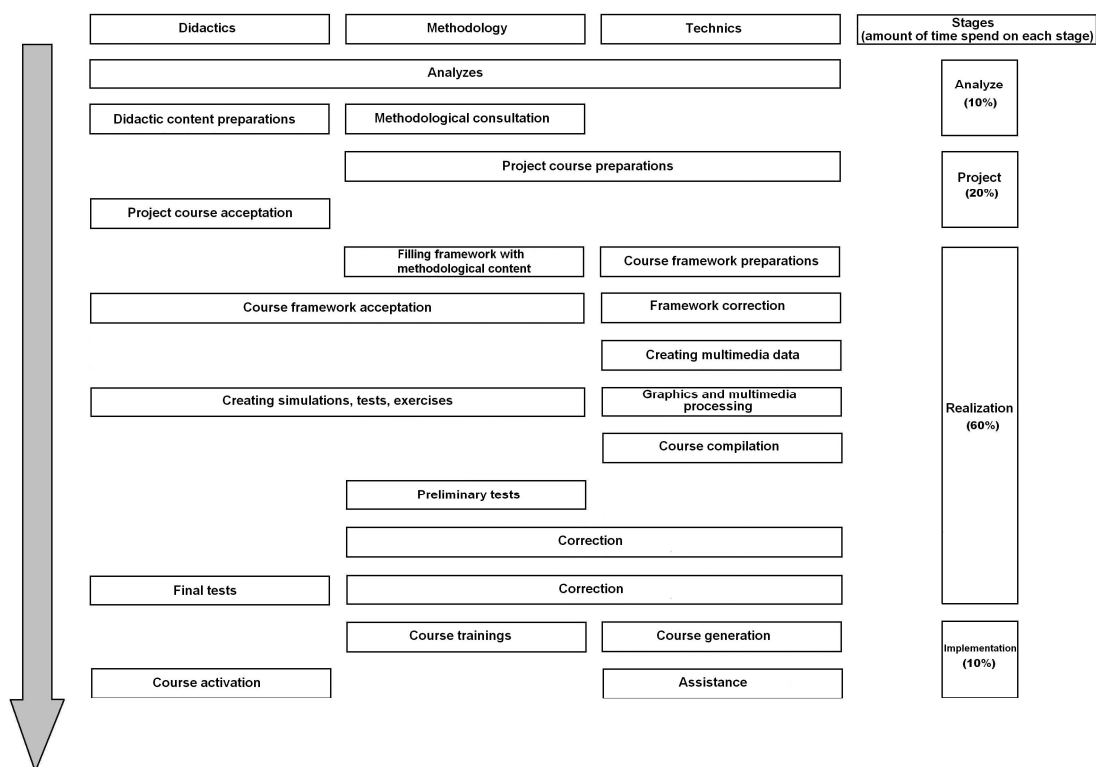 Didactics
Methodology
Technics
Stages
(amount of time spend on each stage)
Analyzes
Analyze
(10%)
Didactic content preparations
Methodological consultation
Project course preparations
Project
(20%)
Project course acceptation
Filling framework with
methodological content
Course framework preparations
Course framework acceptation
Framework correction
Creating multimedia data
Creating simulations, tests, exercises
Graphics and multimedia
processing
Realization
(60%)
Course compilation
Preliminary tests
Correction
Final tests
Correction
Course trainings
Course generation
Implementation
(10%)
Course activation
Assistance